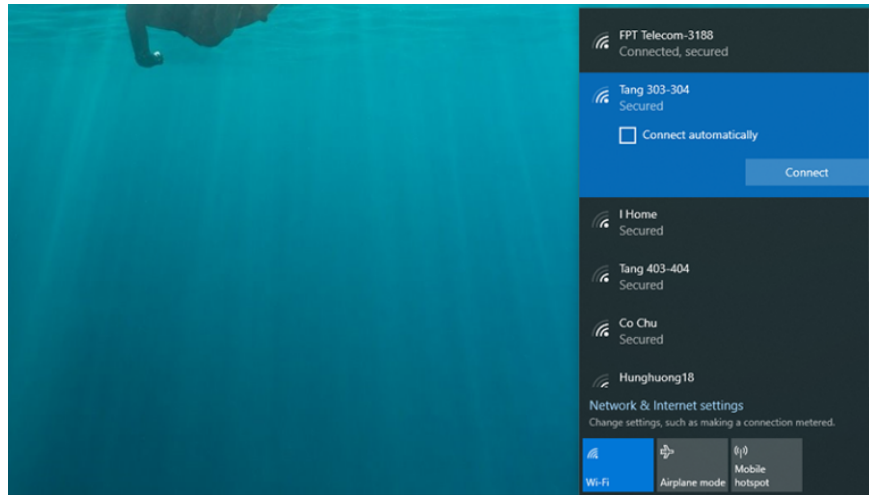 FPT Telecom-3188
Connected, secured
Tang 303-304
Secured
Connect automatically
Connect
I Home
Secured
Tang 403-404
Secured
Co Chu
Secured
Hunghuong18
Network & Internet settings
Change settings, such as making a connection metered.
Wi-Fi
Airplane mode
Mobile
hotspot